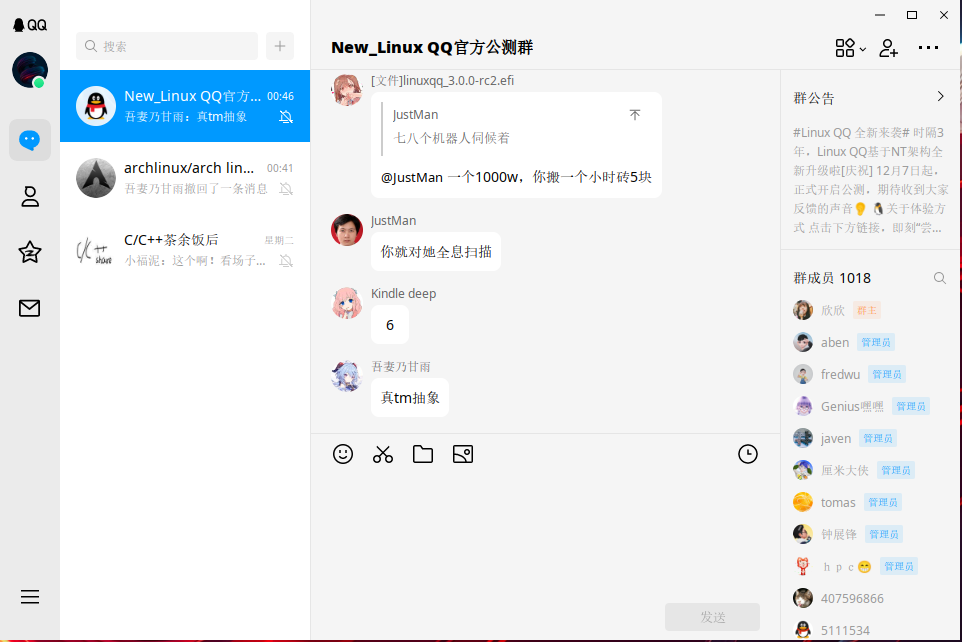 QQ
搜索
New_Linux QQ官方... 00:46
吾妻乃甘雨：真tm抽象
archlinux/arch lin... 00:41
吾妻乃甘雨撤回了一条消息
C/C++茶余饭后 星期二
小福泥：这个啊！看场子...
New_Linux QQ官方公测群
[文件]linuxqq_3.0.0-rc2.efi
JustMan
七八个机器人伺候着
@JustMan 一个1000w，你搬一个小时砖5块
JustMan
你就对她全息扫描
Kindle deep
6
吾妻乃甘雨
真tm抽象
发送
群公告
#Linux QQ 全新来袭# 时隔3
年，Linux QQ基于NT架构全
新升级啦[庆祝] 12月7日起，
正式开启公测，期待收到大家
反馈的声音💡 🐧关于体验方
式 点击下方链接，即刻“尝...
群成员 1018
欣欣 群主
aben 管理员
fredwu 管理员
Genius嘿嘿 管理员
javen 管理员
厘米大侠 管理员
tomas 管理员
钟展锋 管理员
ｈｐｃ😁 管理员
407596866
5111534